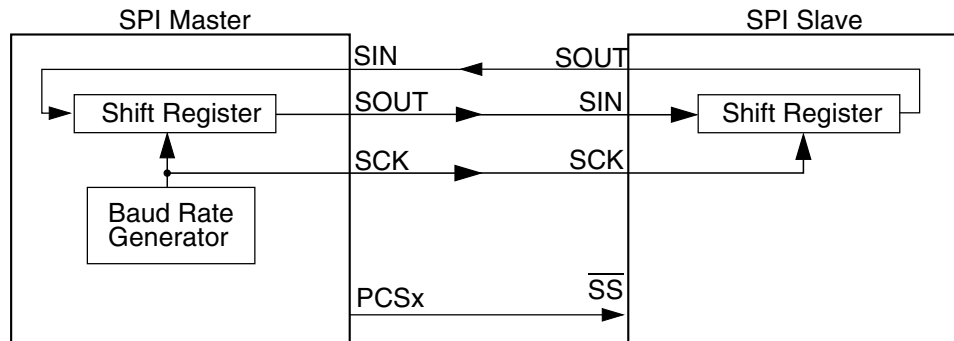 SPI Master
SPI Slave
SIN
SOUT
Shift Register
SOUT
SIN
Shift Register
SCK
SCK
Baud Rate
Generator
PCSx
SS